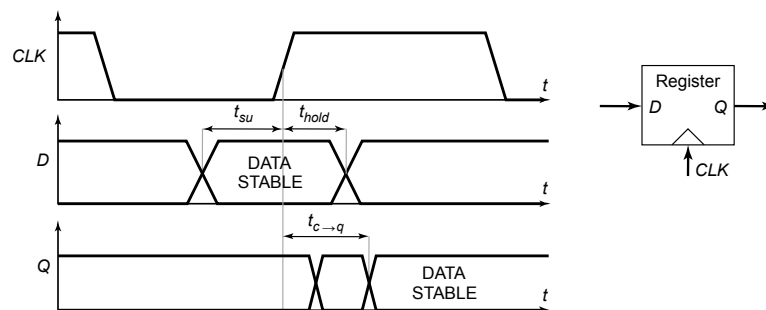 CLK
t
t_su
t_hold
D
DATA
STABLE
t
t_c→q
Q
DATA
STABLE
t
Register
D Q
CLK